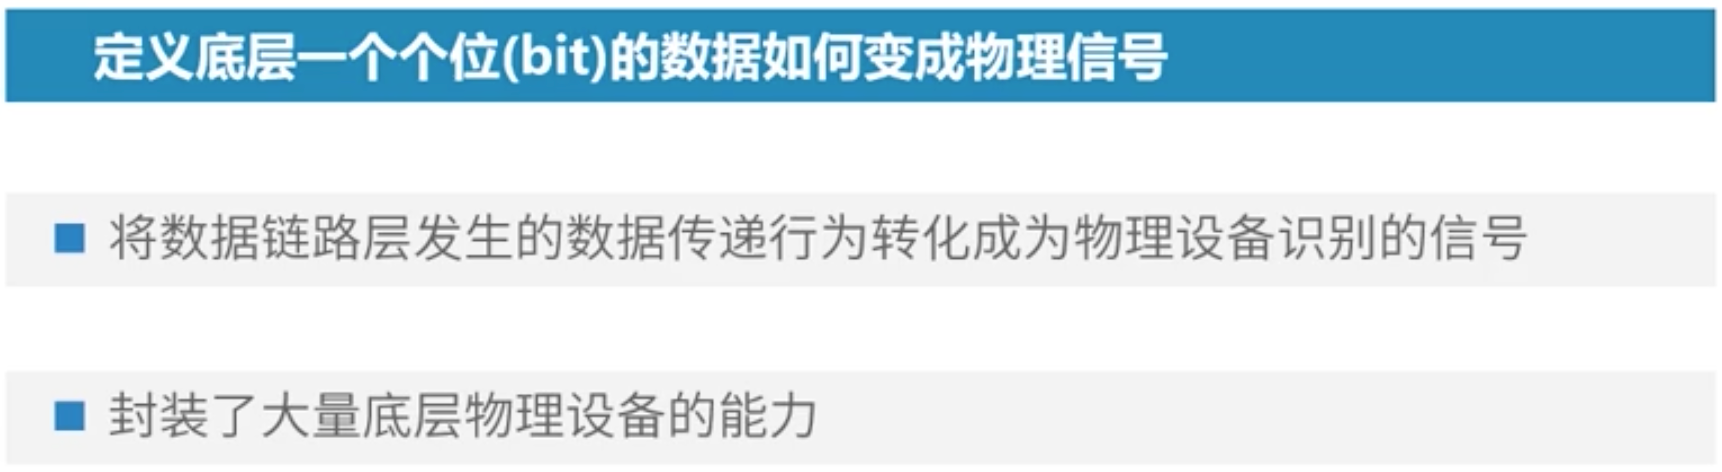 定义底层一个个位(bit)的数据如何变成物理信号
将数据链路层发生的数据传递行为转化成为物理设备识别的信号
封装了大量底层物理设备的能力